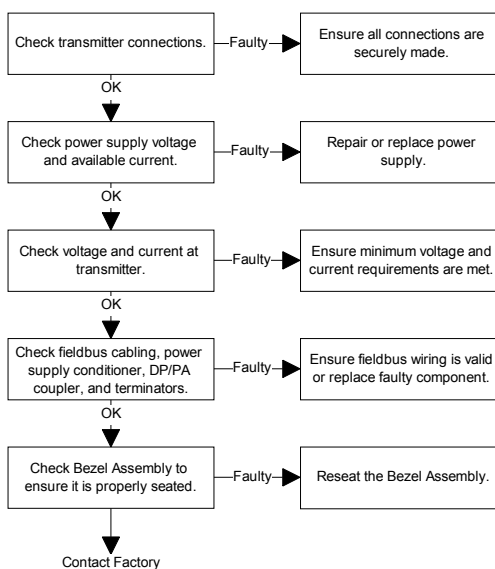 Check transmitter connections.
Faulty
Ensure all connections are
securely made.
OK
Check power supply voltage
and available current.
Faulty
Repair or replace power
supply.
OK
Check voltage and current at
transmitter.
Faulty
Ensure minimum voltage and
current requirements are met.
OK
Check fieldbus cabling, power
supply conditioner, DP/PA
coupler, and terminators.
Faulty
Ensure fieldbus wiring is valid
or replace faulty component.
OK
Check Bezel Assembly to
ensure it is properly seated.
Faulty
Reseat the Bezel Assembly.
Contact Factory